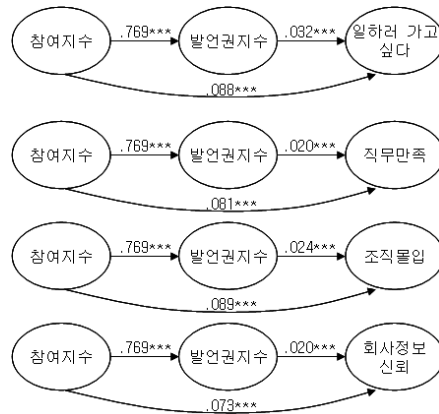 .769*** .032*** 일하러 가고
참여지수 발언권지수 싶다
.088***
.769*** .020***
참여지수 발언권지수 직무만족
.081***
.769*** .024***
참여지수 발언권지수 조직몰입
.089***
.769*** .020*** 회사정보
참여지수 발언권지수 신뢰
.073***